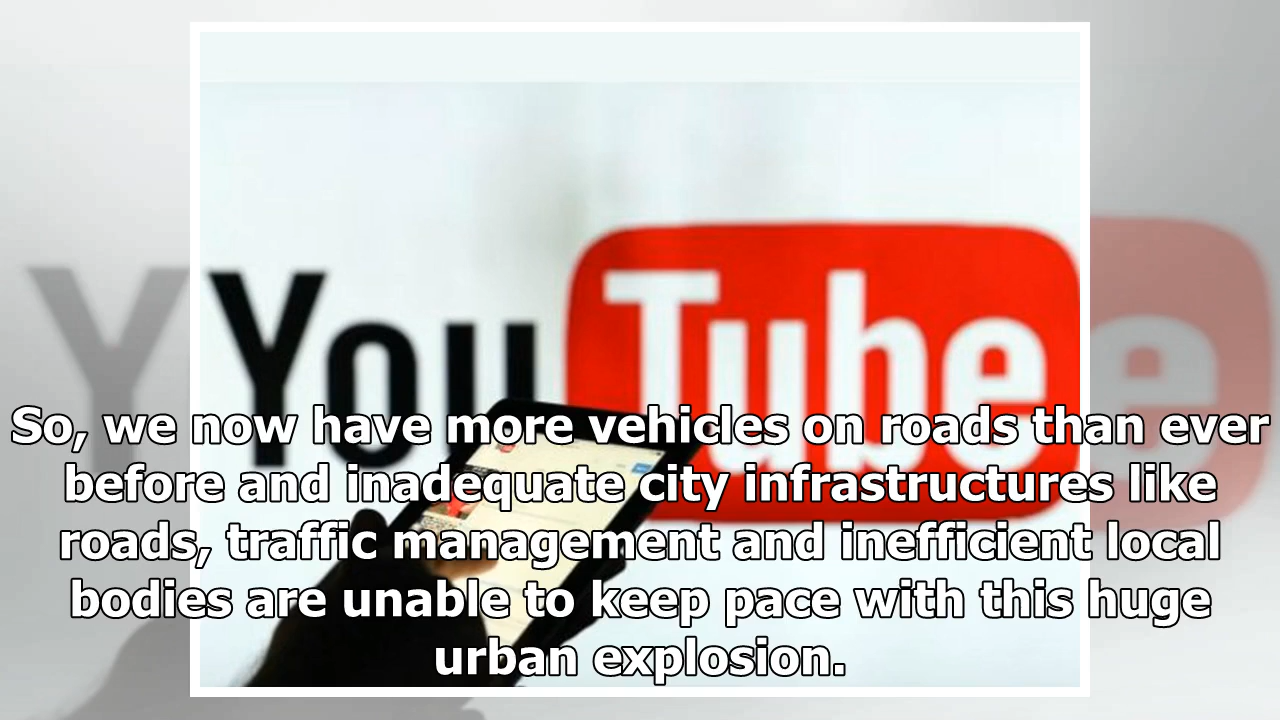 YouTube
So, we now have more vehicles on roads than ever
before and inadequate city infrastructures like
roads, traffic management and inefficient local
bodies are unable to keep pace with this huge
urban explosion.